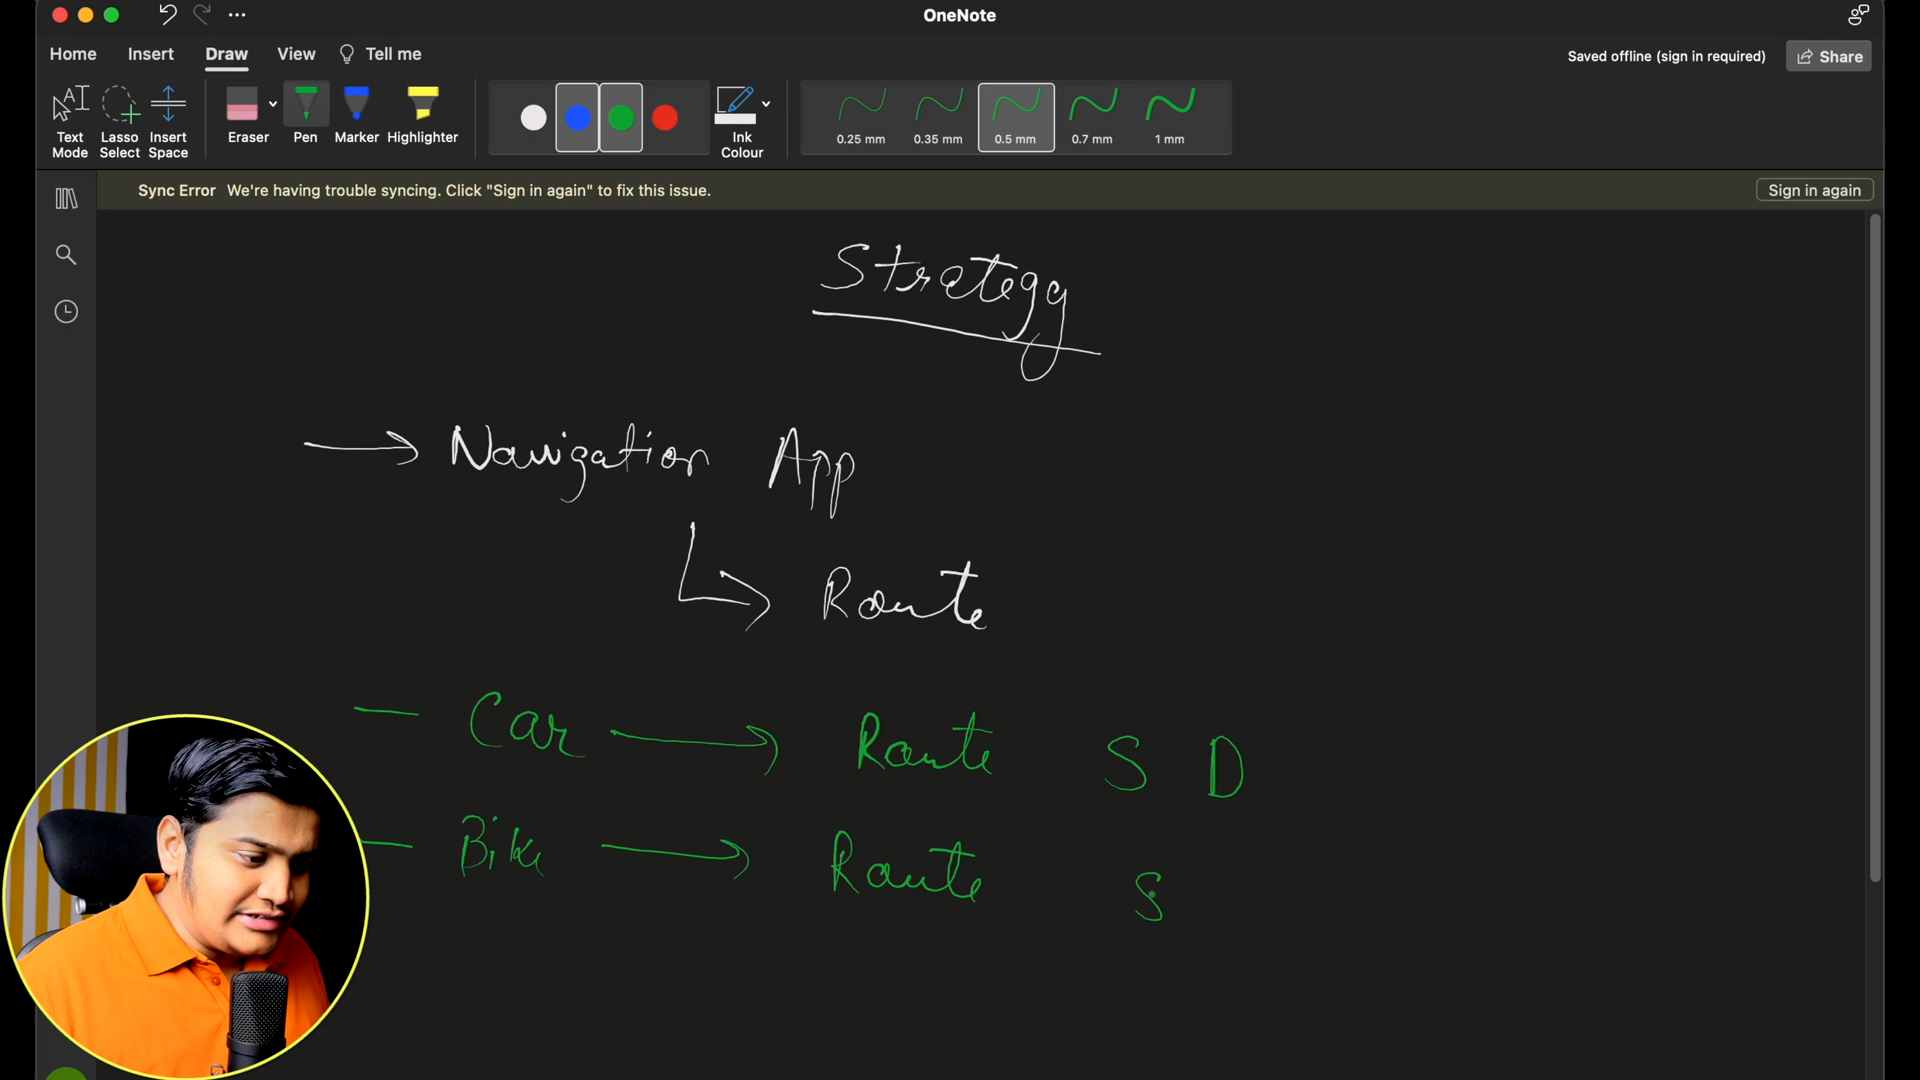 OneNote
Home Insert Draw View Tell me
Saved offline (sign in required) Share
Text Mode
Lasso Select
Insert Space
Eraser
Pen
Marker
Highlighter
Ink Colour
0.25 mm
0.35 mm
0.5 mm
0.7 mm
1 mm
Sync Error We're having trouble syncing. Click "Sign in again" to fix this issue. Sign in again
Strategy
Navigation App
Route
Car Route S D
Bike Route S